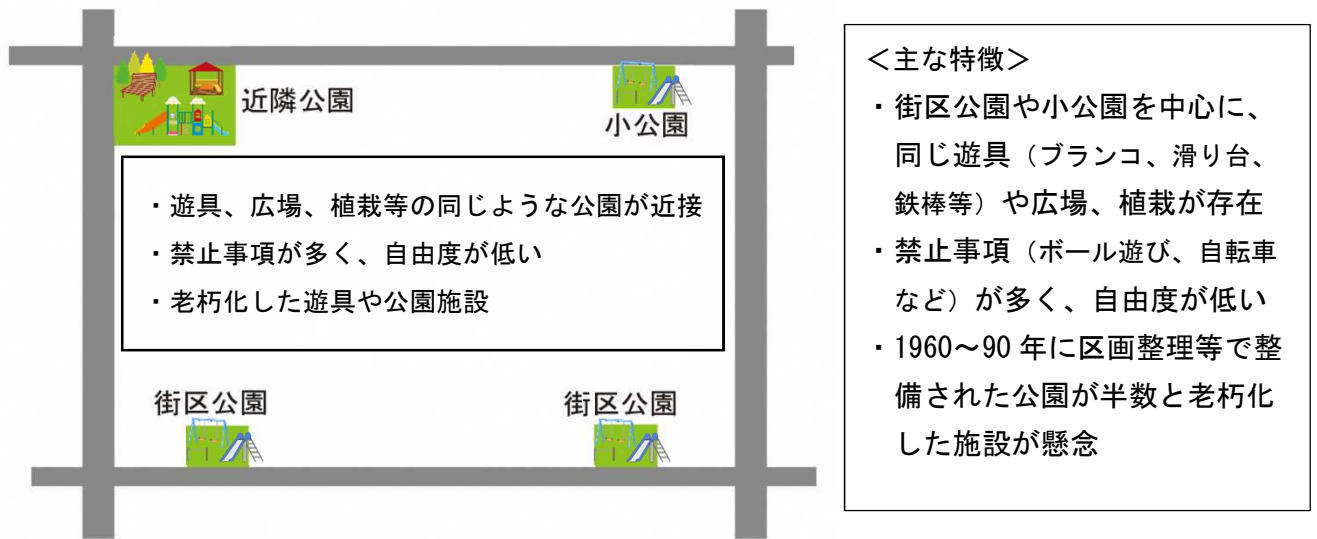 近隣公園
小公園
・遊具、広場、植栽等の同じような公園が近接
・禁止事項が多く、自由度が低い
・老朽化した遊具や公園施設
街区公園
街区公園
＜主な特徴＞
・街区公園や小公園を中心に、
同じ遊具（ブランコ、滑り台、
鉄棒等）や広場、植栽が存在
・禁止事項（ボール遊び、自転車
など）が多く、自由度が低い
・1960～90 年に区画整理等で整
備された公園が半数と老朽化
した施設が懸念